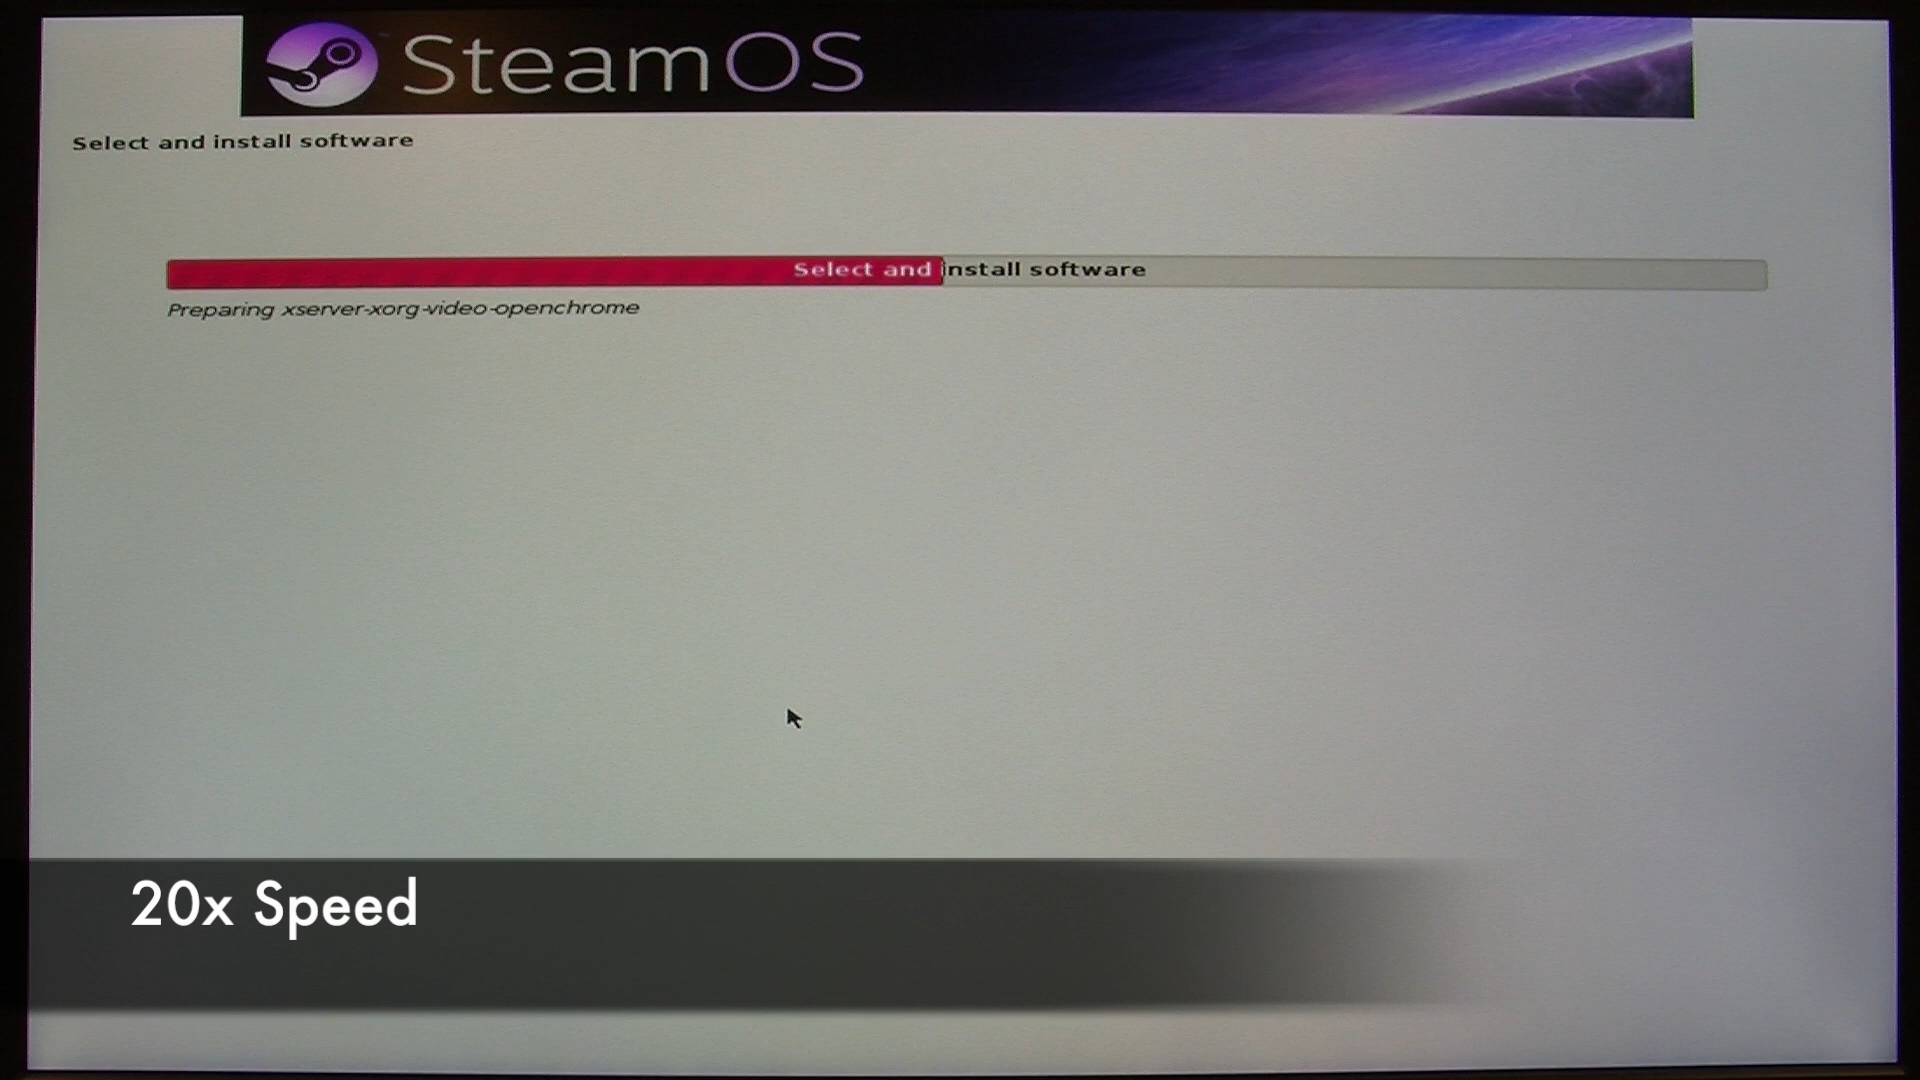 SteamOS
Select and install software
Select and install software
Preparing xserver-xorg-video-openchrome
20x Speed